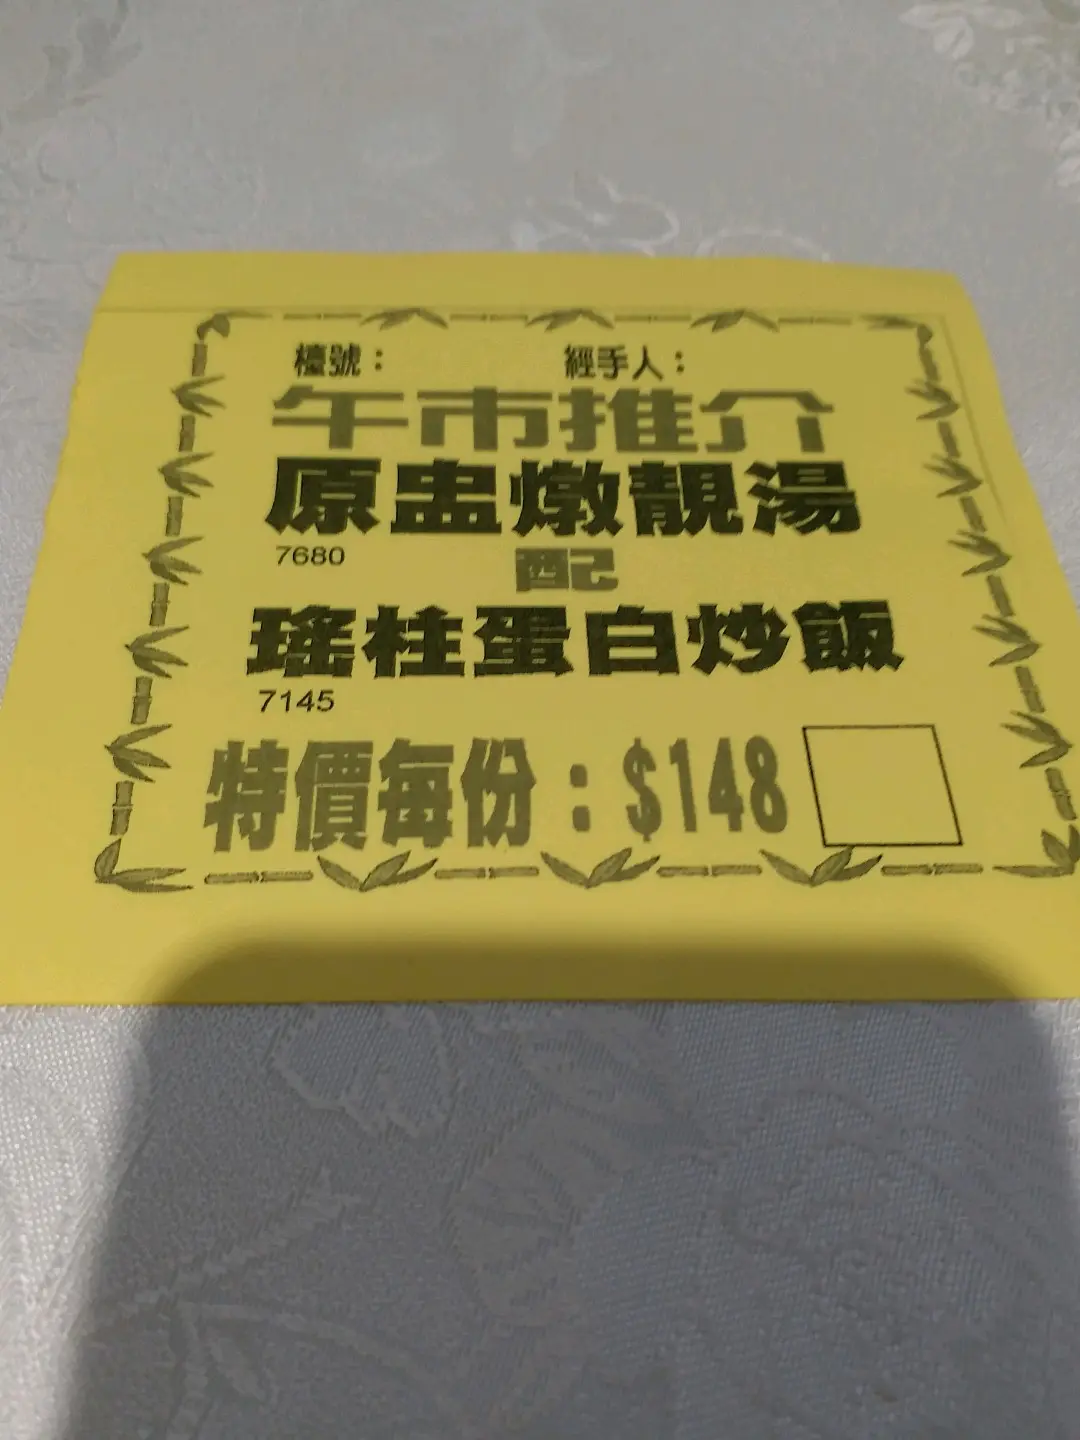 檯號： 經手人：
午市推介
原盅燉靚湯
7680
配
瑤柱蛋白炒飯
7145
特價每份：$148